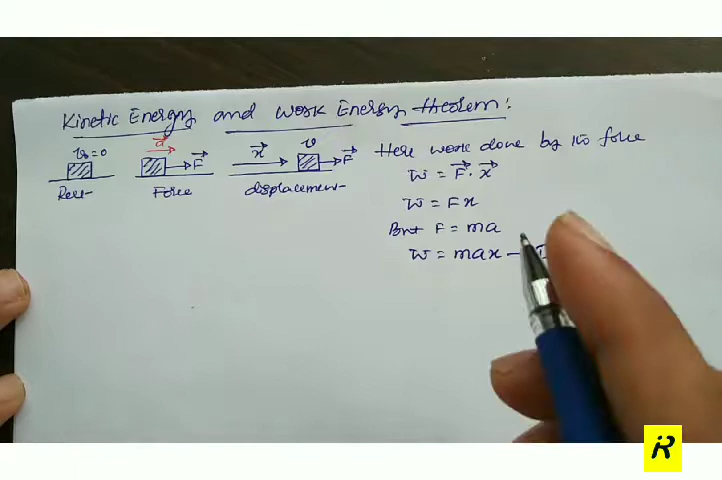 Kinetic Energy and work Energy theorem:
v₀=0
Rest
a
F
Force
x
v
F
displacement
Here work done by the force
W = F · x
W = Fx
But F = ma
W = max — I
R